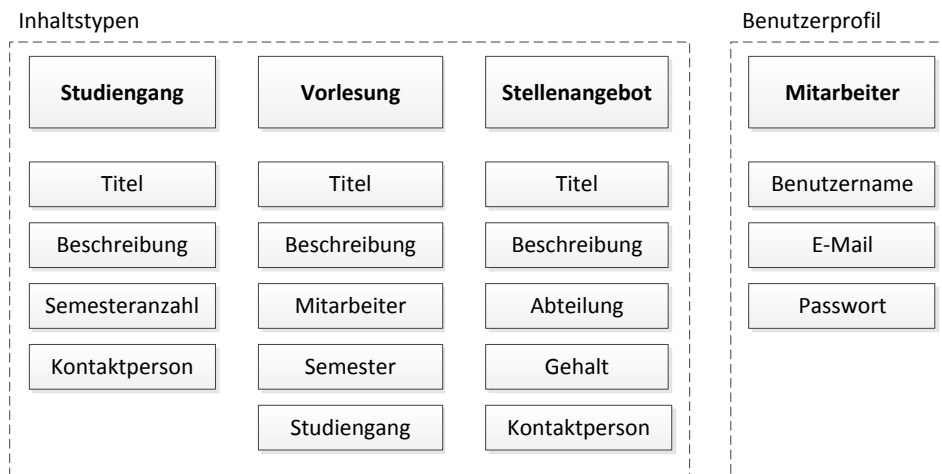 Inhaltstypen
Benutzerprofil
Studiengang
Vorlesung
Stellenangebot
Mitarbeiter
Titel
Titel
Titel
Benutzername
Beschreibung
Beschreibung
Beschreibung
E-Mail
Semesteranzahl
Mitarbeiter
Abteilung
Passwort
Kontaktperson
Semester
Gehalt
Studiengang
Kontaktperson